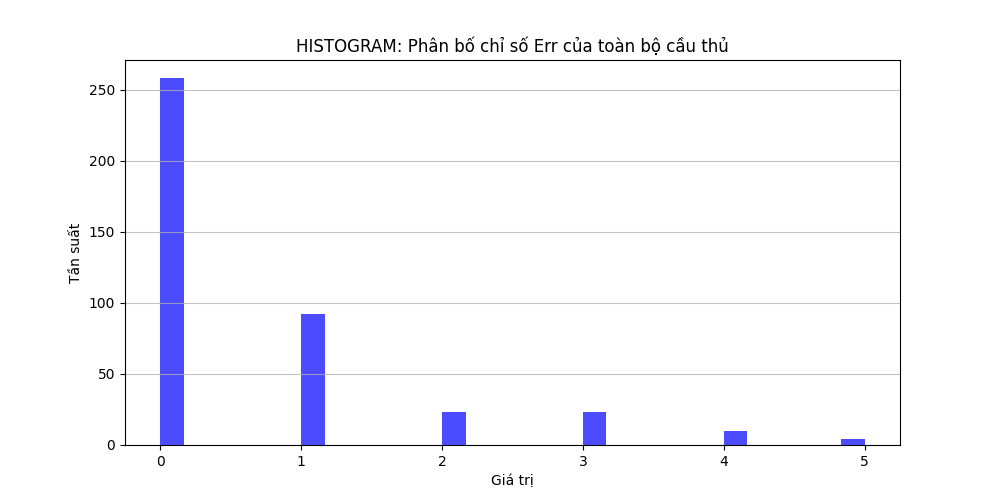 HISTOGRAM: Phân bố chỉ số Err của toàn bộ cầu thủ
Tần suất
250
200
150
100
50
0
0 1 2 3 4 5
Giá trị